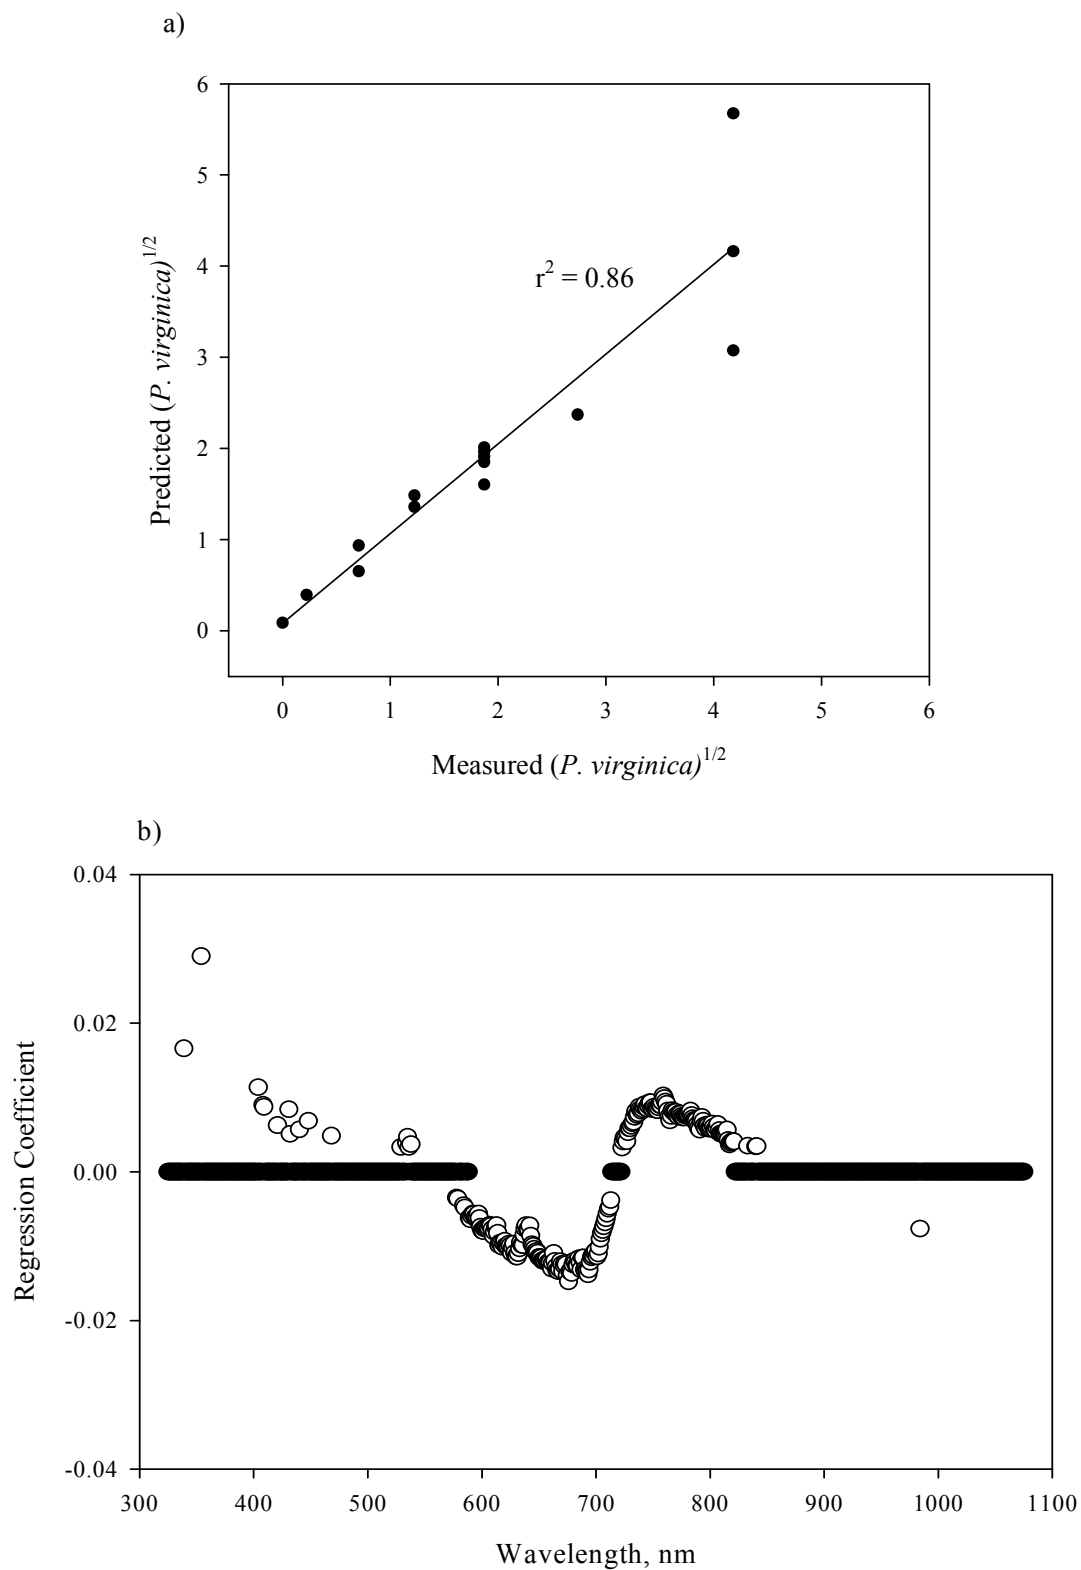 a)
6
5
4
3
2
1
0
Predicted (P. virginica)^1/2
r^2 = 0.86
0 1 2 3 4 5 6
Measured (P. virginica)^1/2
b)
0.04
0.02
0.00
-0.02
-0.04
Regression Coefficient
300 400 500 600 700 800 900 1000 1100
Wavelength, nm